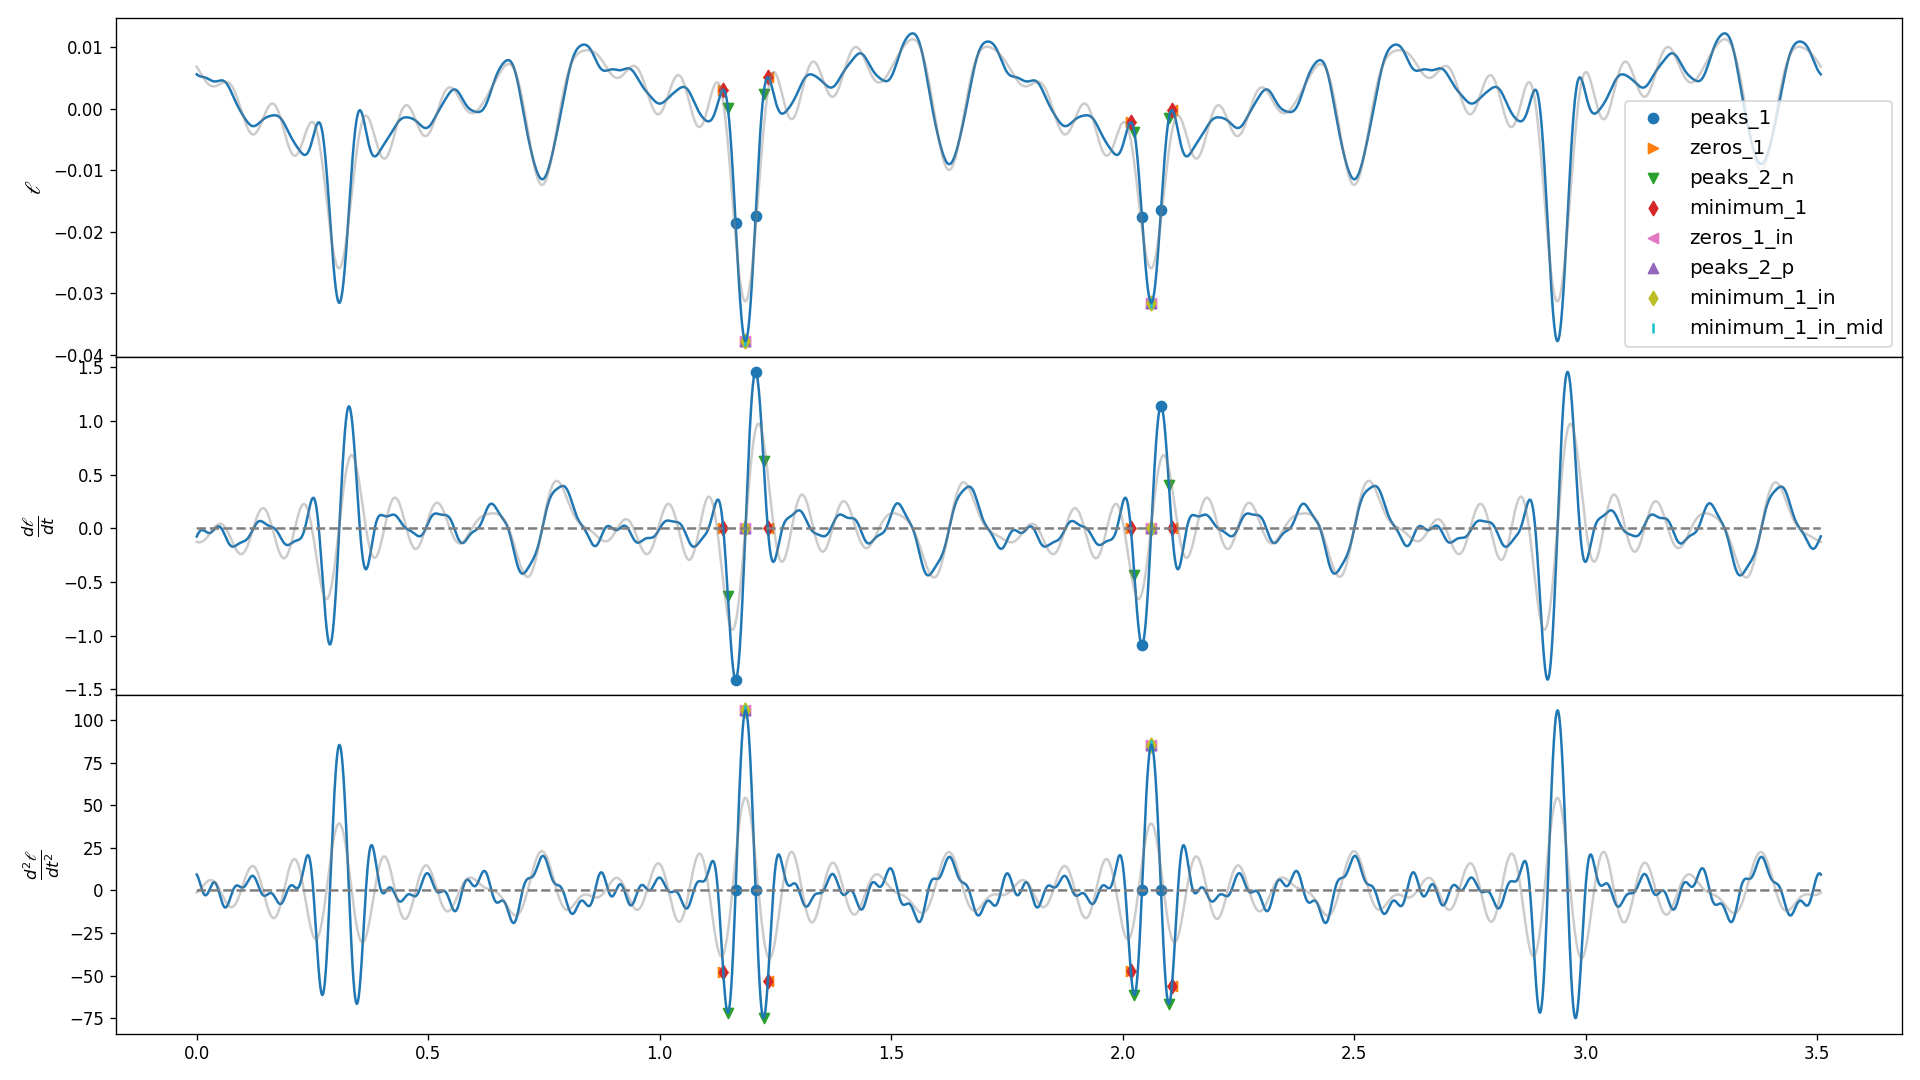 0.01
0.00
−0.01
−0.02
−0.03
−0.04
ℓ
peaks_1
zeros_1
peaks_2_n
minimum_1
zeros_1_in
peaks_2_p
minimum_1_in
minimum_1_in_mid
1.5
1.0
0.5
0.0
−0.5
−1.0
−1.5
dℓ
dt
100
75
50
25
0
−25
−50
−75
d²ℓ
dt²
0.0 0.5 1.0 1.5 2.0 2.5 3.0 3.5